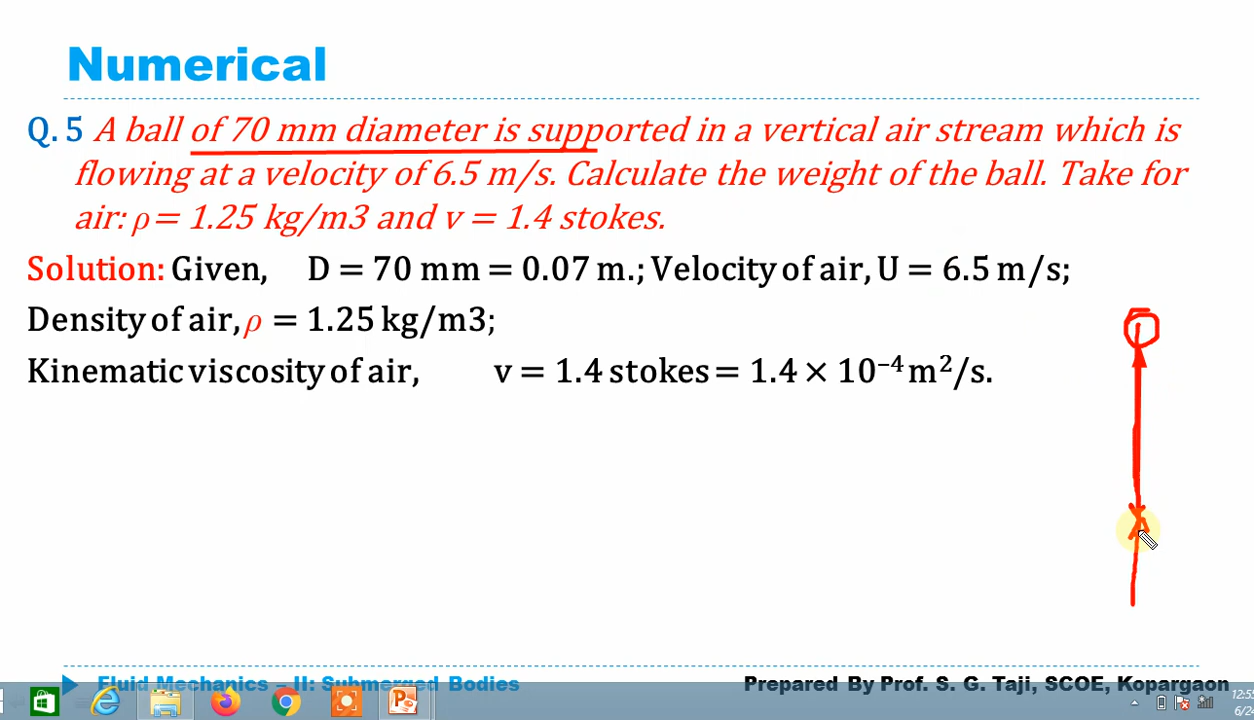 Numerical
Q. 5 A ball of 70 mm diameter is supported in a vertical air stream which is
flowing at a velocity of 6.5 m/s. Calculate the weight of the ball. Take for
air: ρ = 1.25 kg/m3 and v = 1.4 stokes.
Solution: Given, D = 70 mm = 0.07 m.; Velocity of air, U = 6.5 m/s;
Density of air, ρ = 1.25 kg/m3;
Kinematic viscosity of air, v = 1.4 stokes = 1.4 × 10⁻⁴ m²/s.
Fluid Mechanics – II: Submerged Bodies
Prepared By Prof. S. G. Taji, SCOE, Kopargaon